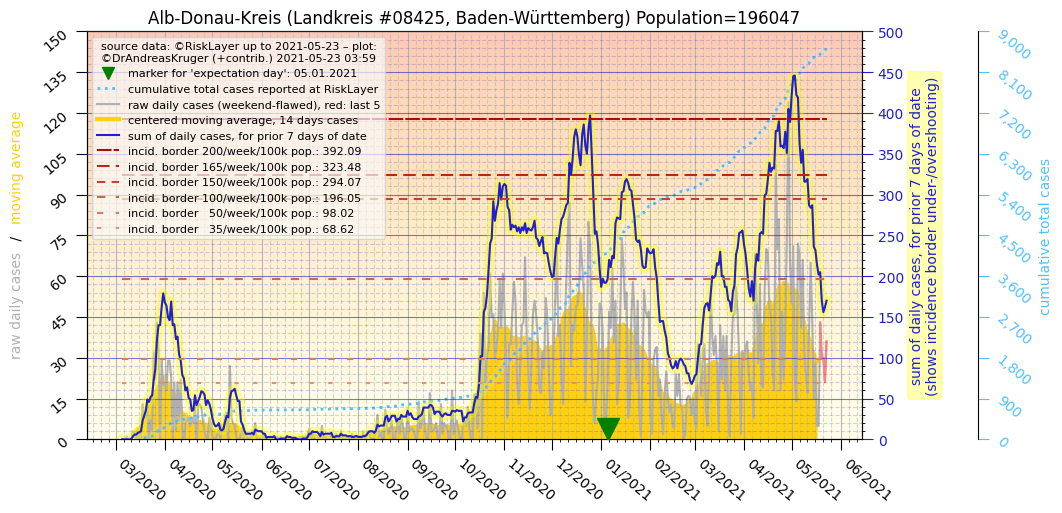 Alb-Donau-Kreis (Landkreis #08425, Baden-Württemberg) Population=196047
source data: ©RiskLayer up to 2021-05-23 – plot:
©DrAndreasKruger (+contrib.) 2021-05-23 03:59
marker for 'expectation day': 05.01.2021
cumulative total cases reported at RiskLayer
raw daily cases (weekend-flawed), red: last 5
centered moving average, 14 days cases
sum of daily cases, for prior 7 days of date
incid. border 200/week/100k pop.: 392.09
incid. border 165/week/100k pop.: 323.48
incid. border 150/week/100k pop.: 294.07
incid. border 100/week/100k pop.: 196.05
incid. border   50/week/100k pop.: 98.02
incid. border   35/week/100k pop.: 68.62
raw daily cases / moving average
150
135
120
105
90
75
60
45
30
15
0
500
450
400
350
300
250
200
150
100
50
0
sum of daily cases, for prior 7 days of date
(shows incidence border under-/overshooting)
9,000
8,100
7,200
6,300
5,400
4,500
3,600
2,700
1,800
900
0
cumulative total cases
03/2020
04/2020
05/2020
06/2020
07/2020
08/2020
09/2020
10/2020
11/2020
12/2020
01/2021
02/2021
03/2021
04/2021
05/2021
06/2021